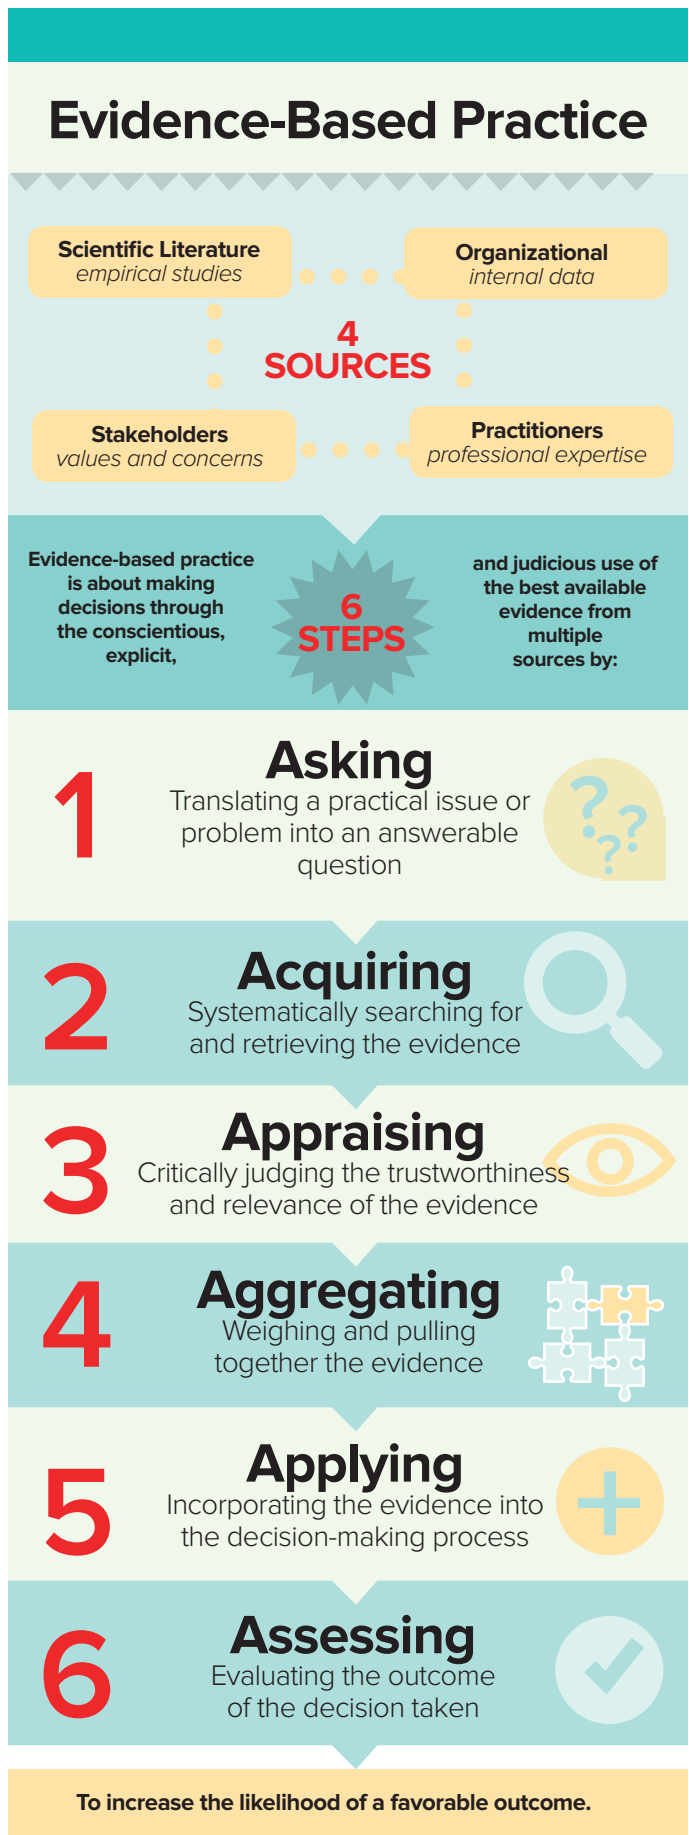 Evidence-Based Practice
Scientific Literature
empirical studies
Organizational
internal data
4
SOURCES
Stakeholders
values and concerns
Practitioners
professional expertise
Evidence-based practice
is about making
decisions through
the conscientious,
explicit,
6
STEPS
and judicious use of
the best available
evidence from
multiple
sources by:
1
Asking
Translating a practical issue or
problem into an answerable
question
? ? ?
2
Acquiring
Systematically searching for
and retrieving the evidence
3
Appraising
Critically judging the trustworthiness
and relevance of the evidence
4
Aggregating
Weighing and pulling
together the evidence
5
Applying
Incorporating the evidence into
the decision-making process
6
Assessing
Evaluating the outcome
of the decision taken
To increase the likelihood of a favorable outcome.